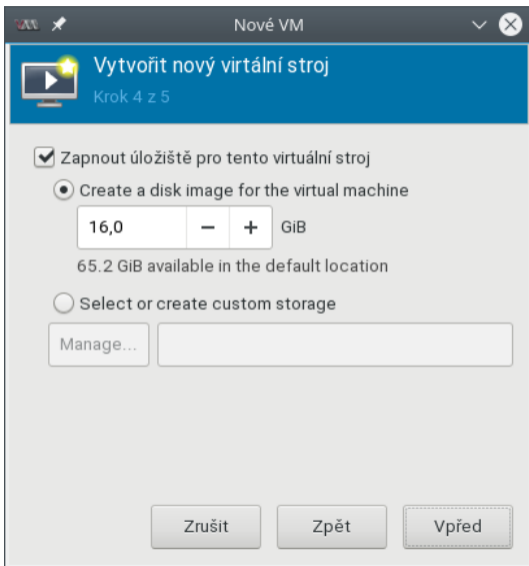 Nové VM
Vytvořit nový virtální stroj
Krok 4 z 5
Zapnout úložiště pro tento virtuální stroj
Create a disk image for the virtual machine
16,0 − + GiB
65.2 GiB available in the default location
Select or create custom storage
Manage...
Zrušit Zpět Vpřed